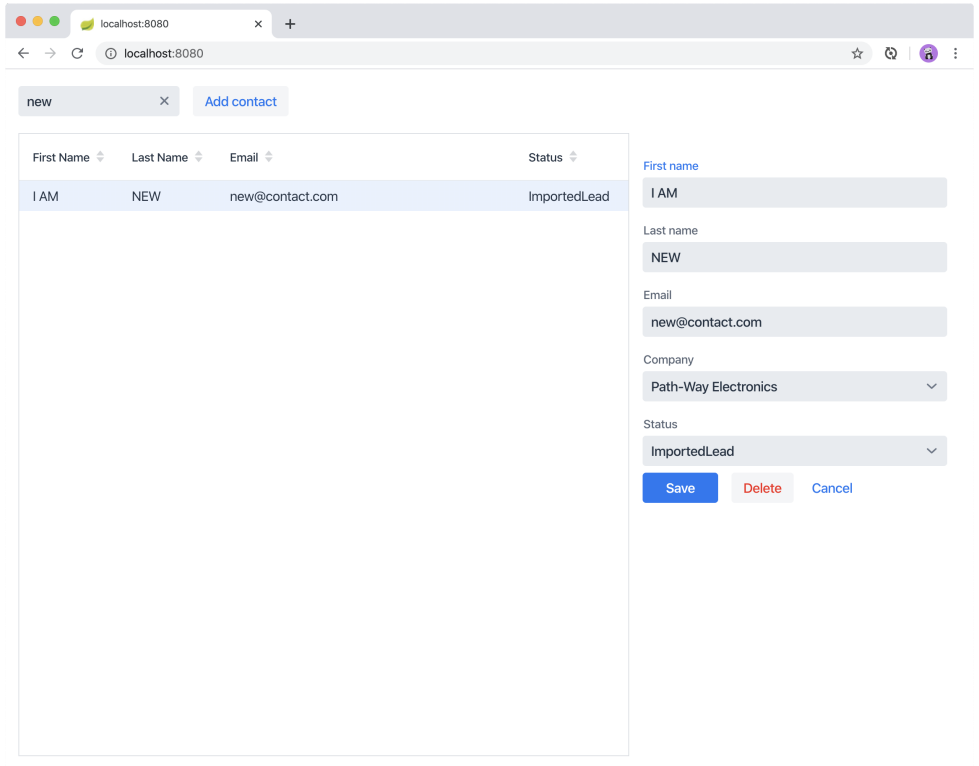 localhost:8080
localhost:8080
new
Add contact
First Name Last Name Email Status
I AM NEW new@contact.com ImportedLead
First name
I AM
Last name
NEW
Email
new@contact.com
Company
Path-Way Electronics
Status
ImportedLead
Save Delete Cancel